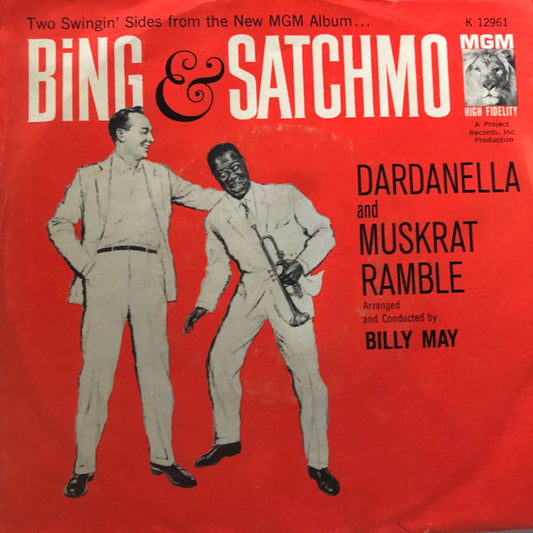 Two Swingin' Sides from the New MGM Album...
K 12961
BiNG & SATCHMO
MGM
HIGH FIDELITY
A Project
Records, Inc.
Production
DARDANELLA
and
MUSKRAT
RAMBLE
Arranged
and Conducted by
BILLY MAY